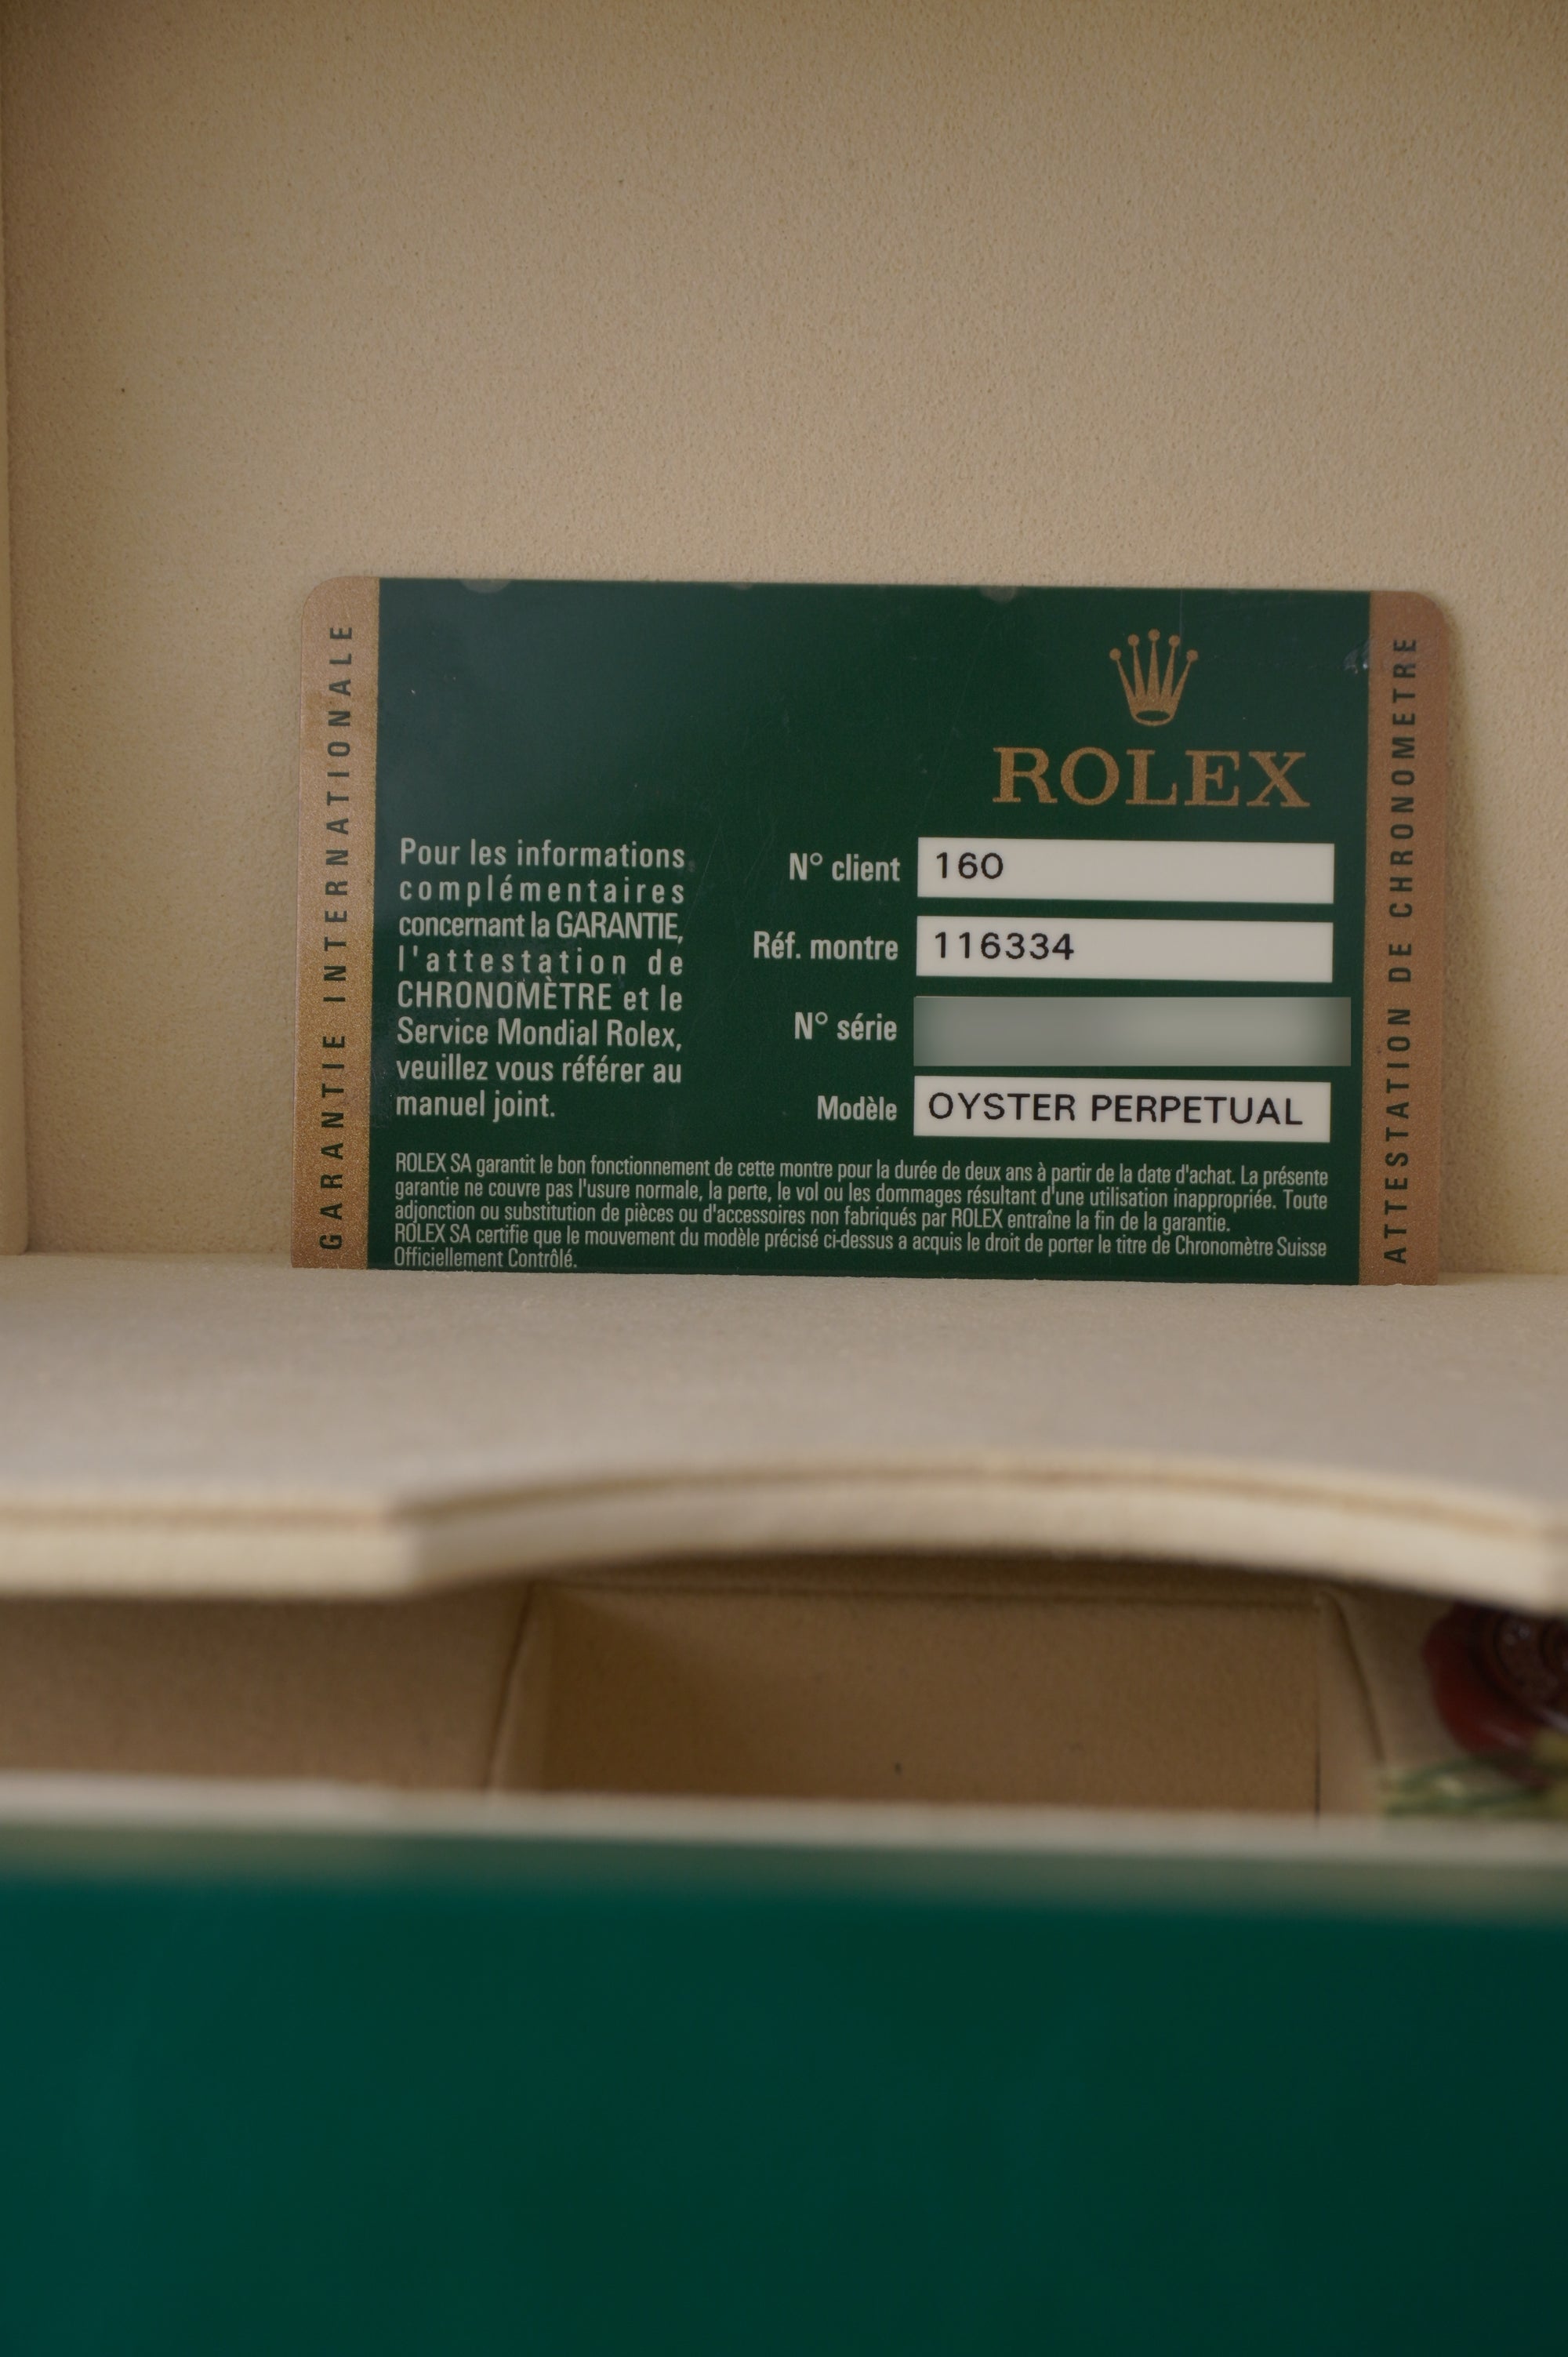 GARANTIE INTERNATIONALE
ROLEX
Pour les informations
complémentaires
concernant la GARANTIE,
l'attestation de
CHRONOMÈTRE et le
Service Mondial Rolex,
veuillez vous référer au
manuel joint.
N° client 160
Réf. montre 116334
N° série
Modèle OYSTER PERPETUAL
ROLEX SA garantit le bon fonctionnement de cette montre pour la durée de deux ans à partir de la date d'achat. La présente
garantie ne couvre pas l'usure normale, la perte, le vol ou les dommages résultant d'une utilisation inappropriée. Toute
adjonction ou substitution de pièces ou d'accessoires non fabriqués par ROLEX entraîne la fin de la garantie.
ROLEX SA certifie que le mouvement du modèle précisé ci-dessus a acquis le droit de porter le titre de Chronomètre Suisse
Officiellement Contrôlé.
ATTESTATION DE CHRONOMETRE